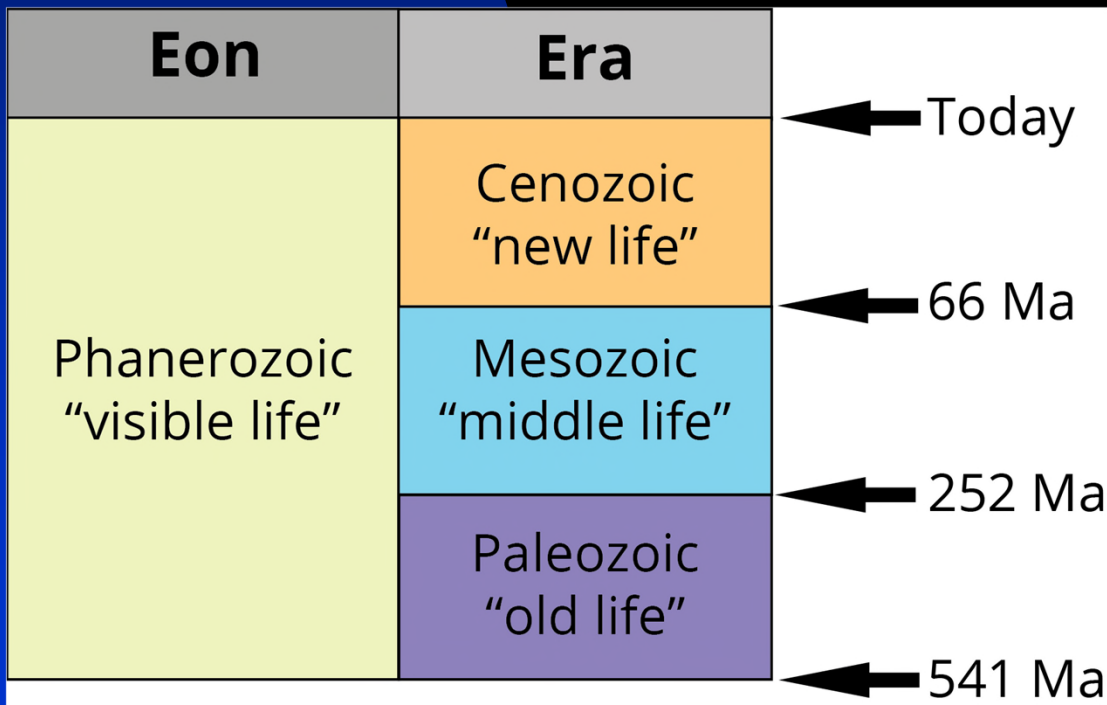 Eon
Era
Today
Cenozoic
“new life”
66 Ma
Phanerozoic
“visible life”
Mesozoic
“middle life”
252 Ma
Paleozoic
“old life”
541 Ma